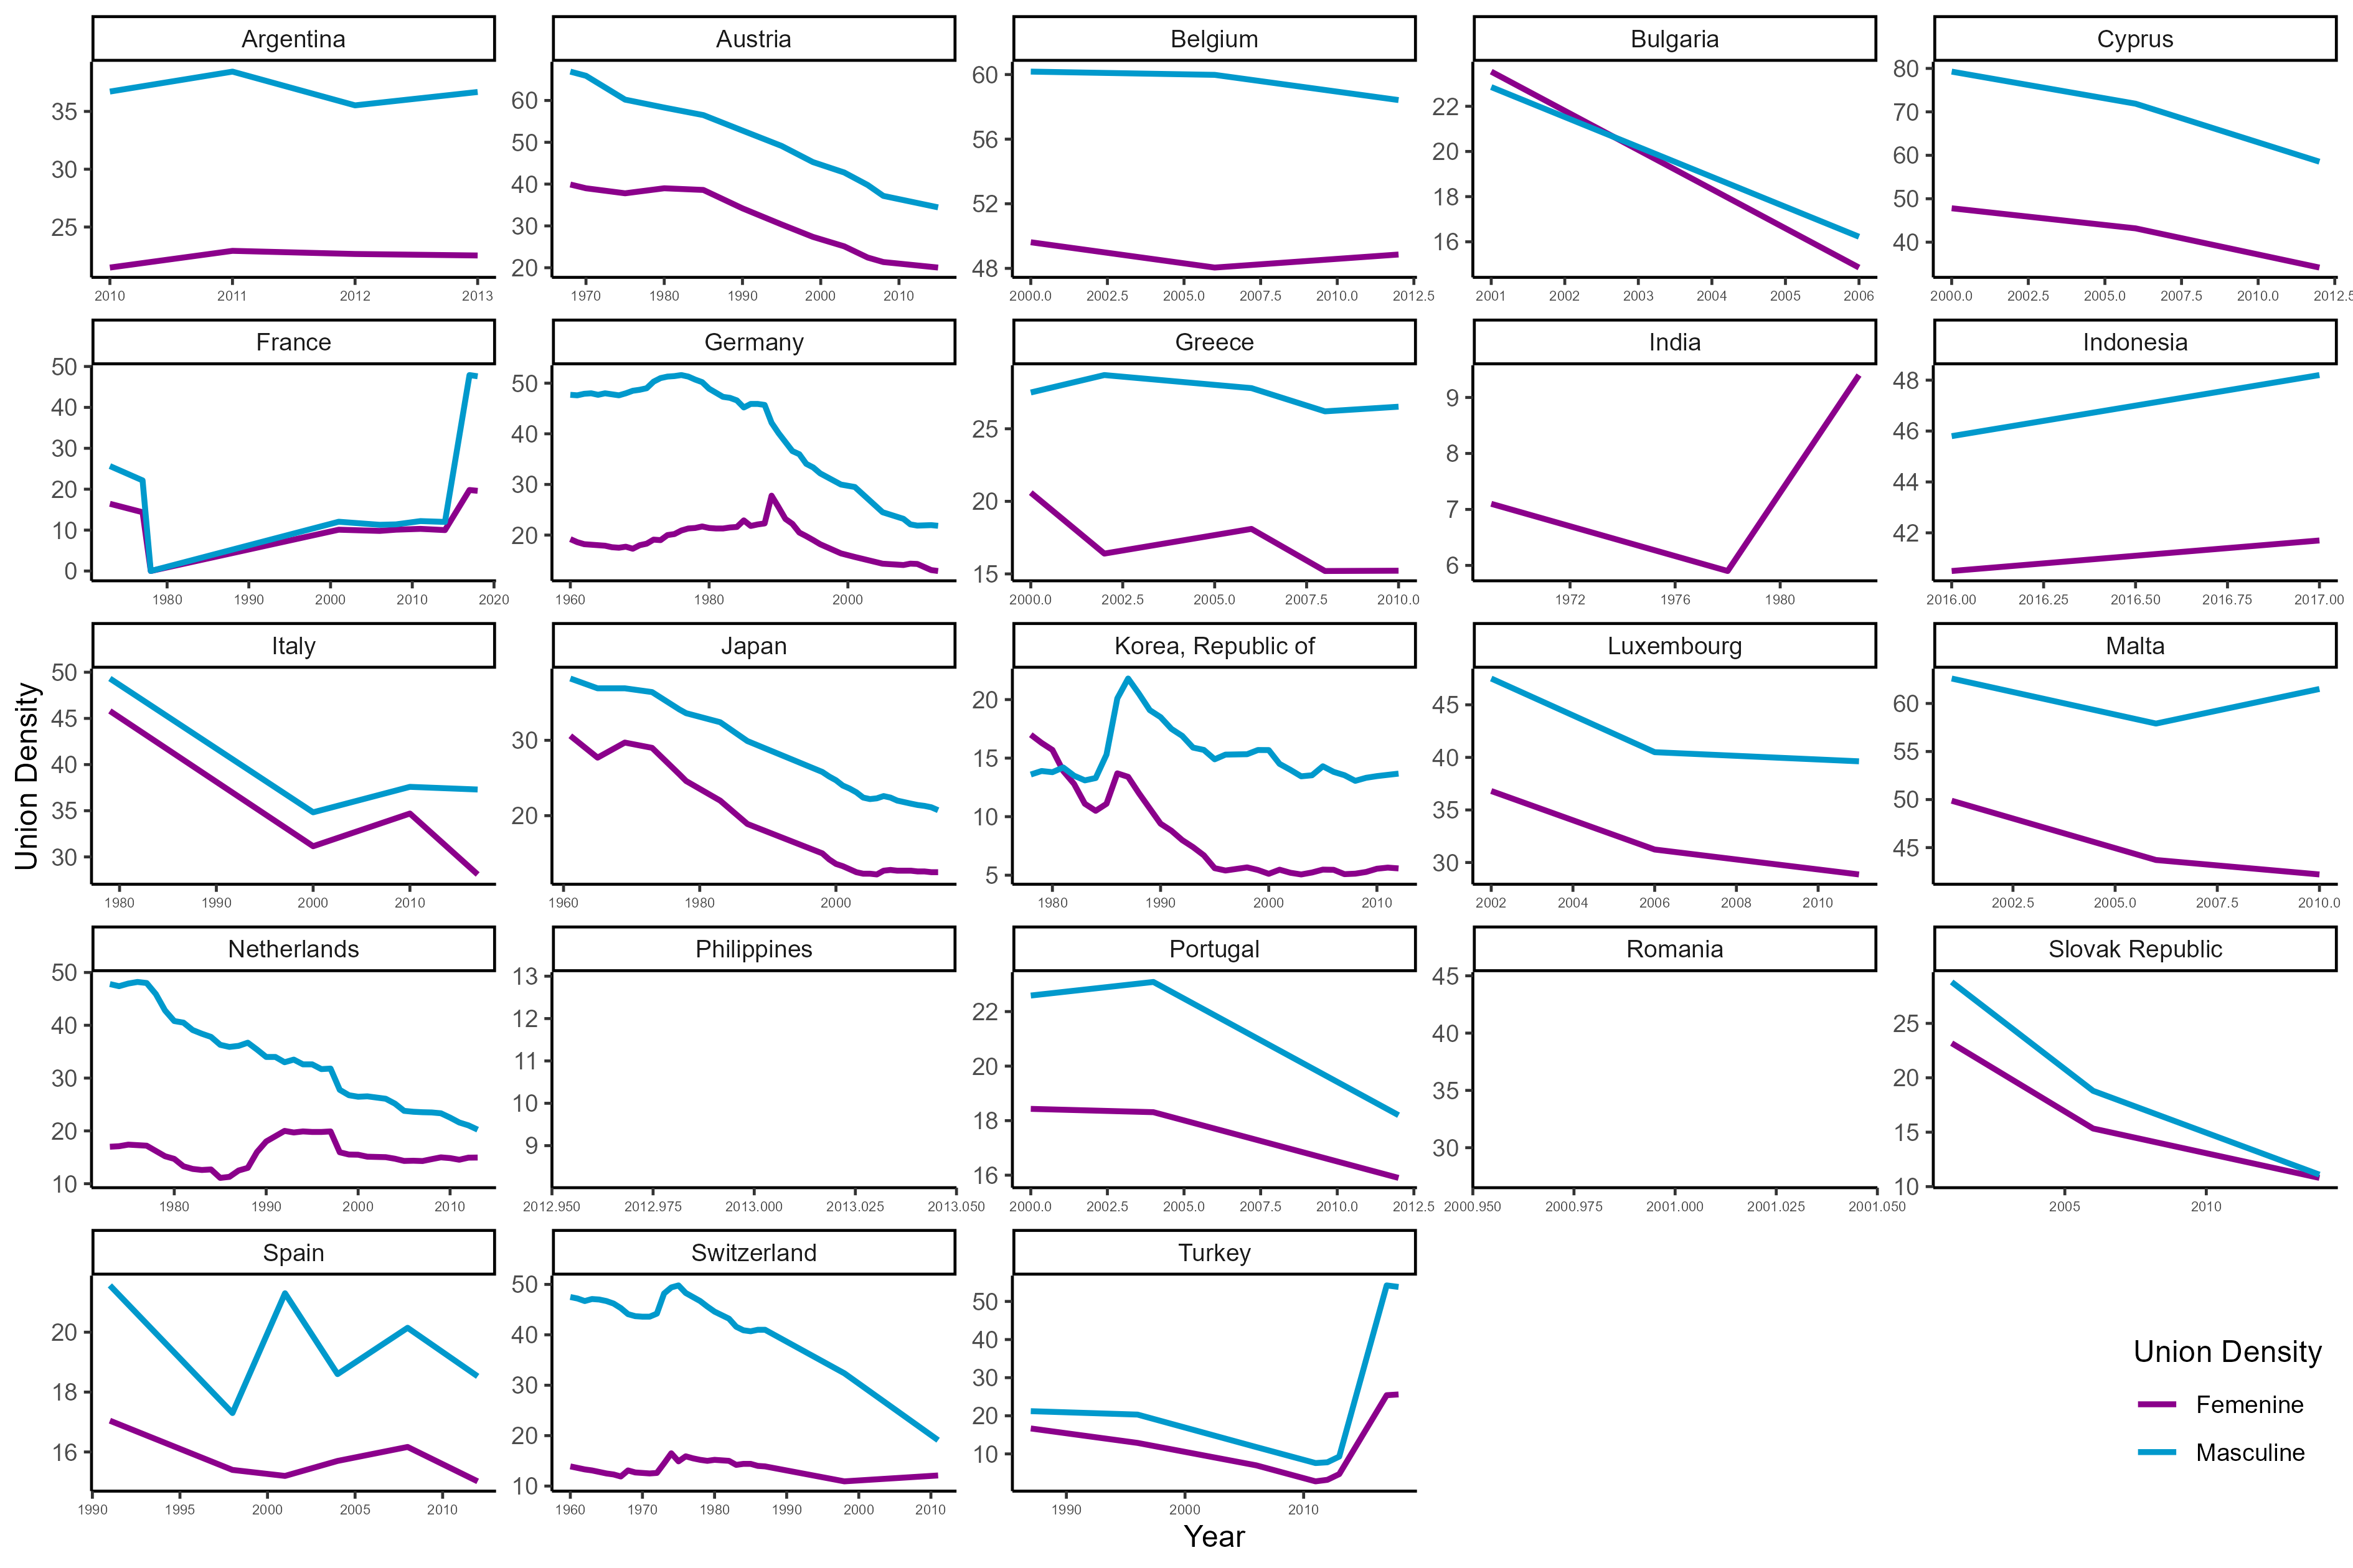 Argentina
Austria
Belgium
Bulgaria
Cyprus
35
30
25
60
50
40
30
20
60
56
52
48
22
20
18
16
80
70
60
50
40
2010 2011 2012 2013
1970 1980 1990 2000 2010
2000.0 2002.5 2005.0 2007.5 2010.0 2012.5
2001 2002 2003 2004 2005 2006
2000.0 2002.5 2005.0 2007.5 2010.0 2012.5
France
Germany
Greece
India
Indonesia
50
40
30
20
10
0
50
40
30
20
25
20
15
9
8
7
6
48
46
44
42
1980 1990 2000 2010 2020
1960 1980 2000
2000.0 2002.5 2005.0 2007.5 2010.0
1972 1976 1980
2016.00 2016.25 2016.50 2016.75 2017.00
Union Density
Italy
Japan
Korea, Republic of
Luxembourg
Malta
50
45
40
35
30
30
20
20
15
10
5
45
40
35
30
60
55
50
45
1980 1990 2000 2010
1960 1980 2000
1980 1990 2000 2010
2002 2004 2006 2008 2010
2002.5 2005.0 2007.5 2010.0
Netherlands
Philippines
Portugal
Romania
Slovak Republic
50
40
30
20
10
13
12
11
10
9
22
20
18
16
45
40
35
30
25
20
15
10
1980 1990 2000 2010
2012.950 2012.975 2013.000 2013.025 2013.050
2000.0 2002.5 2005.0 2007.5 2010.0 2012.5
2000.950 2000.975 2001.000 2001.025 2001.050
2005 2010
Spain
Switzerland
Turkey
20
18
16
50
40
30
20
10
50
40
30
20
10
1990 1995 2000 2005 2010
1960 1970 1980 1990 2000 2010
1990 2000 2010
Year
Union Density
Femenine
Masculine